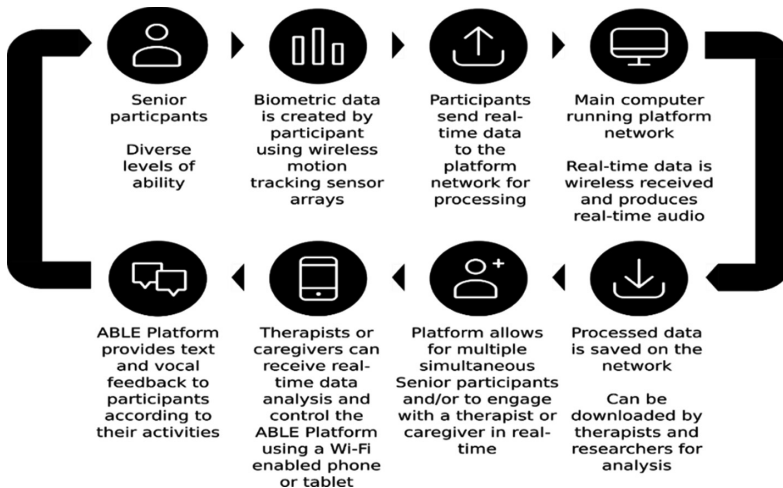 Senior
particpants
Diverse
levels of
ability
Biometric data
is created by
participant
using wireless
motion
tracking sensor
arrays
Participants
send real-
time data
to the
platform
network for
processing
Main computer
running platform
network
Real-time data is
wireless received
and produces
real-time audio
ABLE Platform
provides text
and vocal
feedback to
participants
according to
their activities
Therapists or
caregivers can
receive real-
time data
analysis and
control the
ABLE Platform
using a Wi-Fi
enabled phone
or tablet
Platform allows
for multiple
simultaneous
Senior participants
and/or to engage
with a therapist or
caregiver in real-
time
Processed data
is saved on the
network
Can be
downloaded by
therapists and
researchers for
analysis